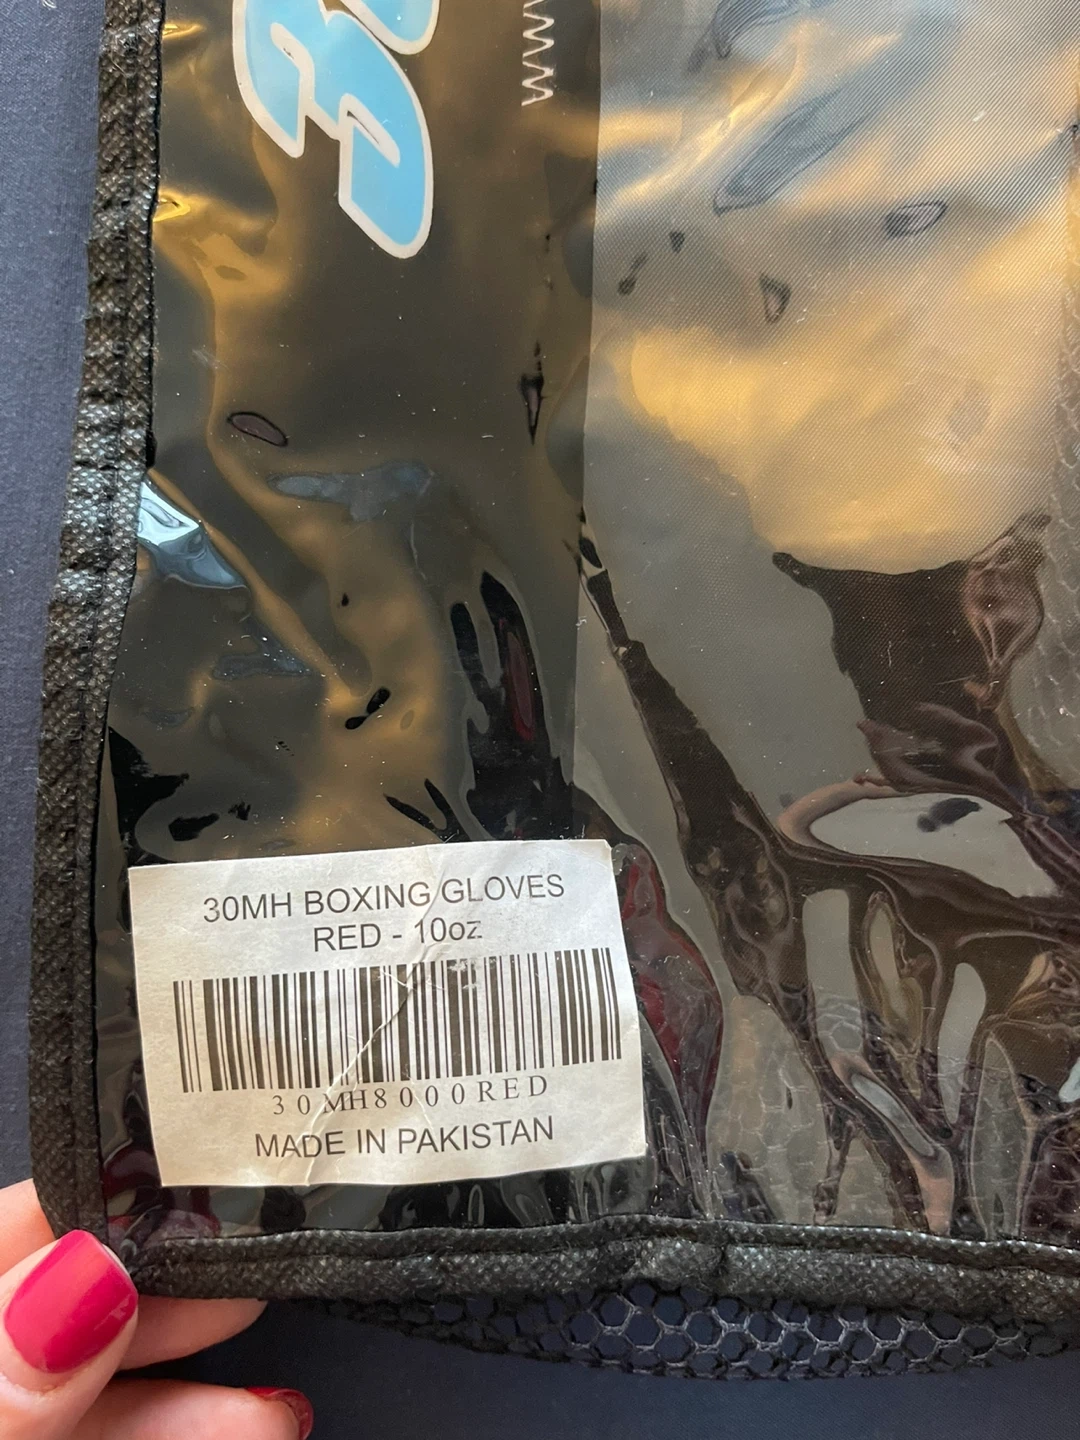 30MH BOXING GLOVES
RED - 10oz
30MH8000RED
MADE IN PAKISTAN